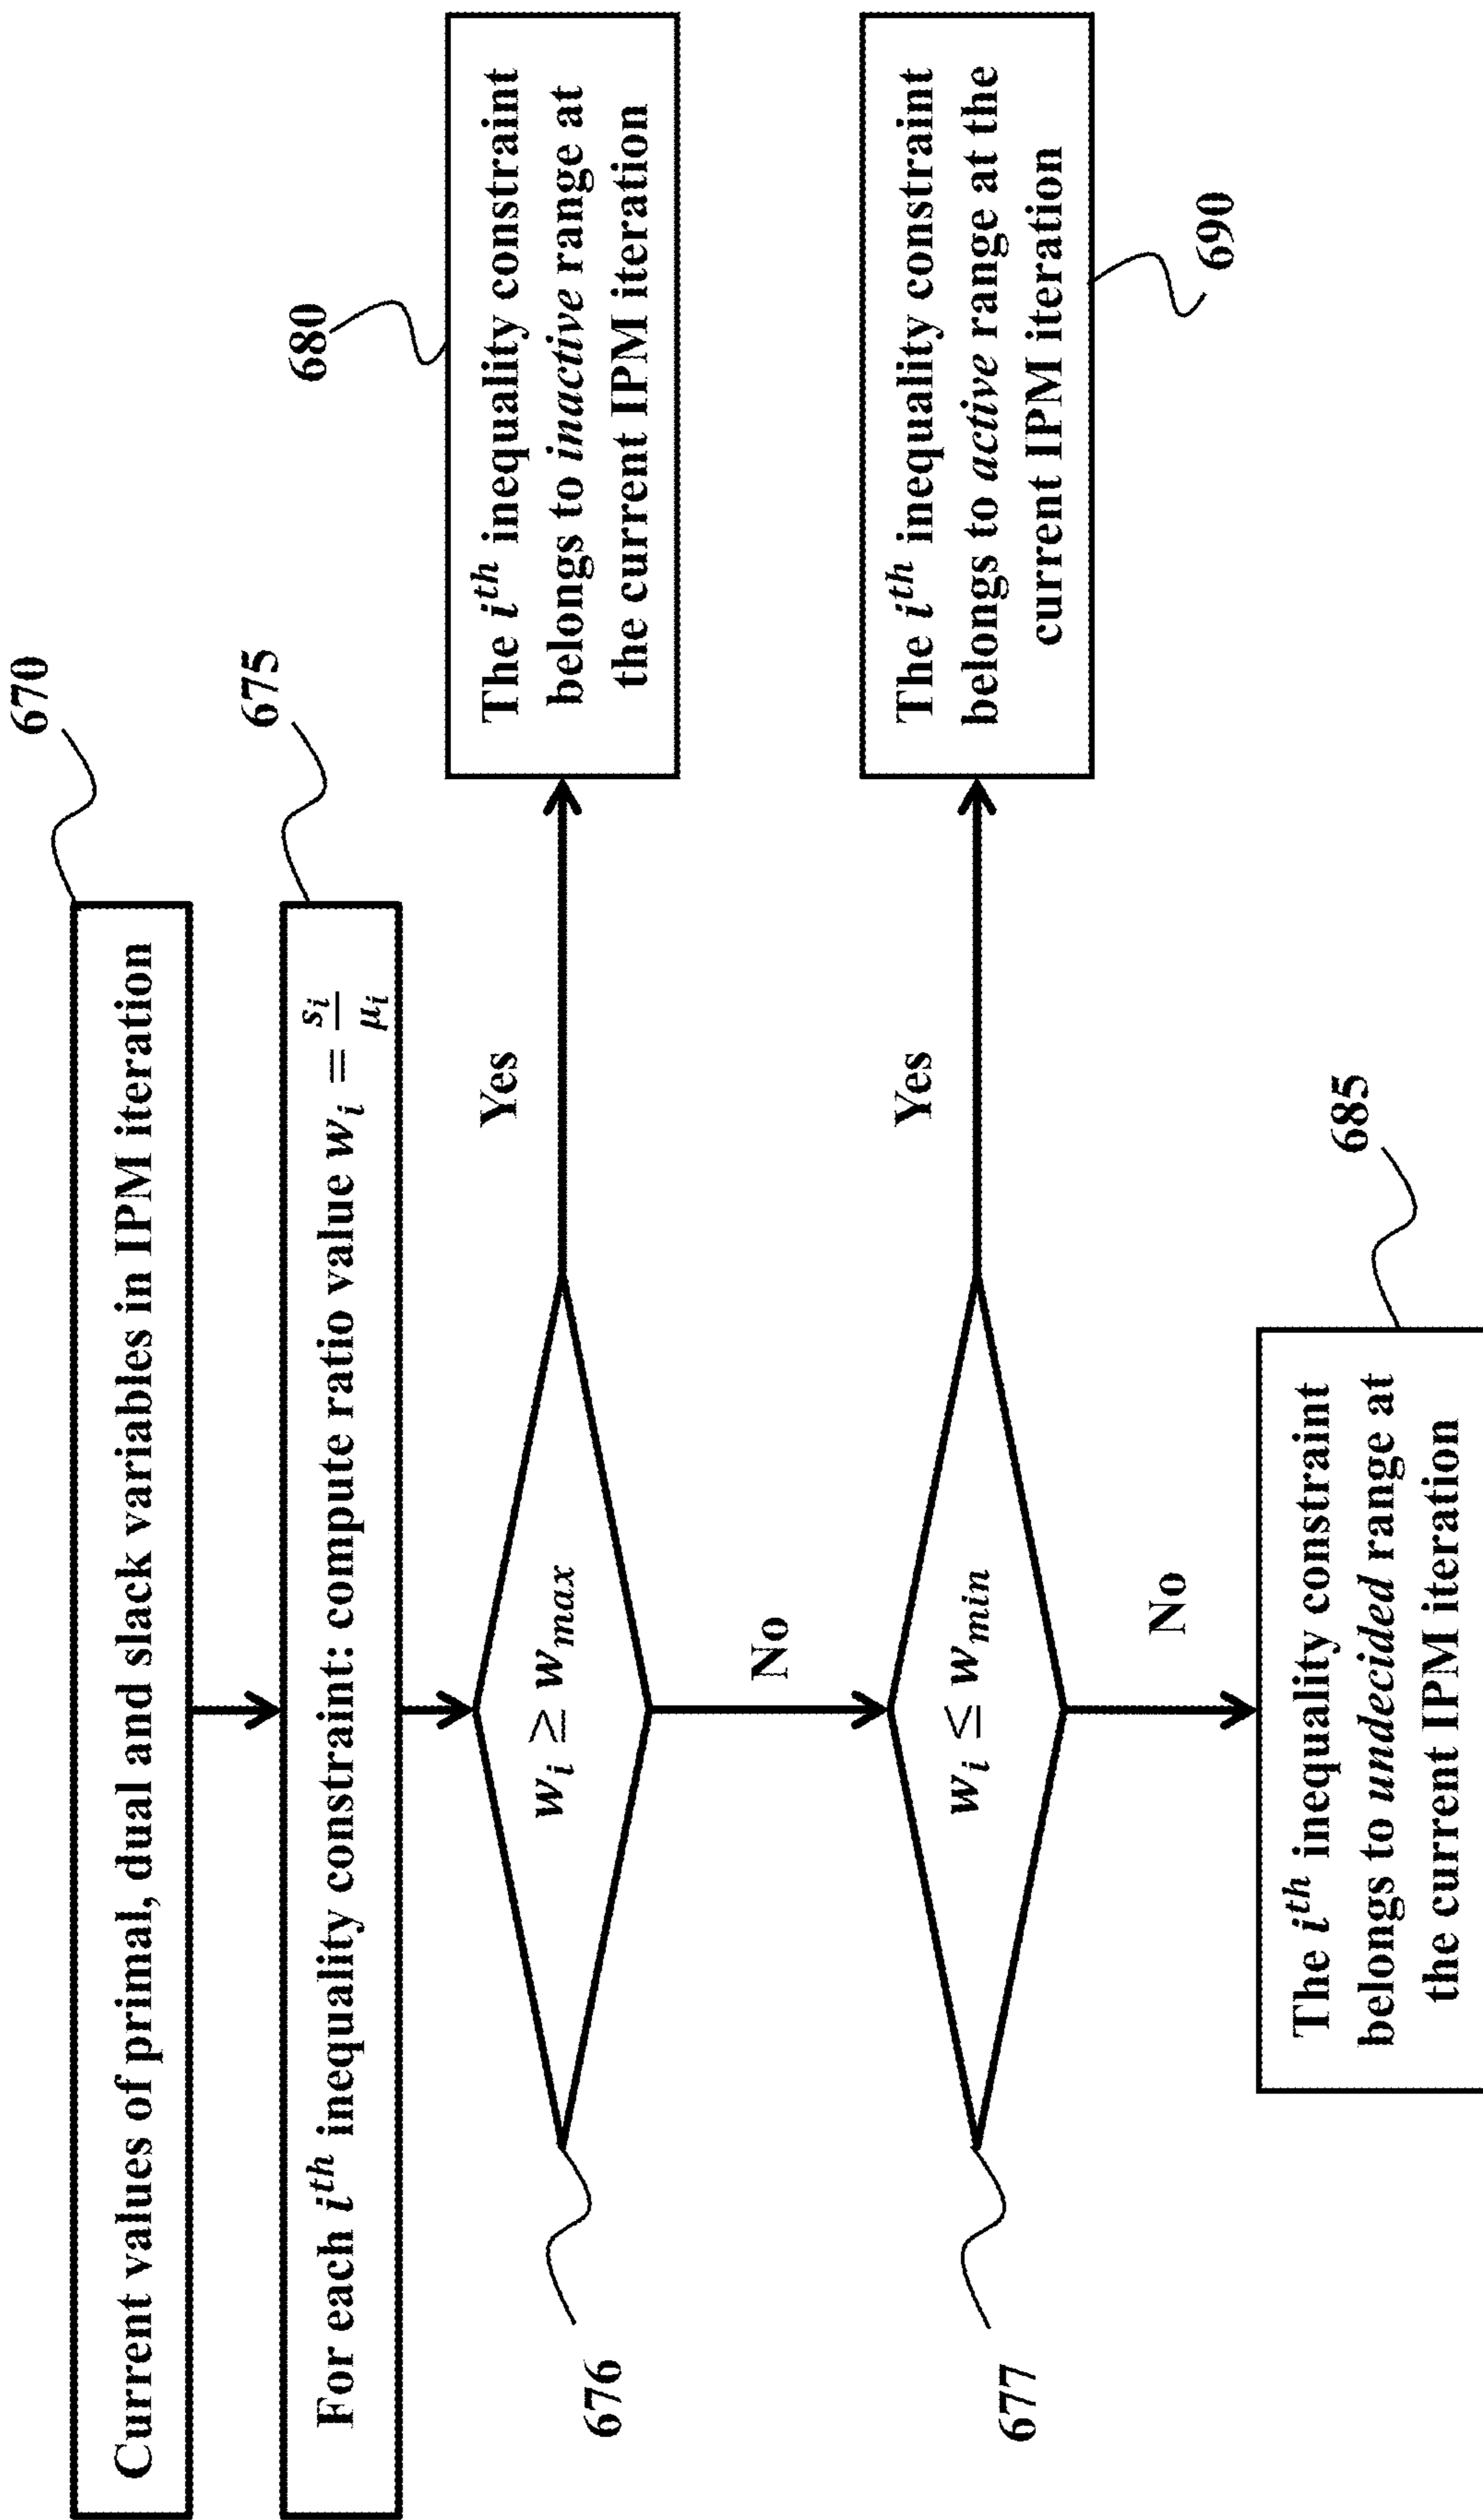 670
Current values of primal, dual and slack variables in IPM iteration
675
For each i^th inequality constraint: compute ratio value w_i = s_i/μ_i
676
w_i ≥ w_max
Yes
680
The i^th inequality constraint
belongs to inactive range at
the current IPM iteration
No
677
w_i ≤ w_min
Yes
The i^th inequality constraint
belongs to active range at the
current IPM iteration
690
No
685
The i^th inequality constraint
belongs to undecided range at
the current IPM iteration